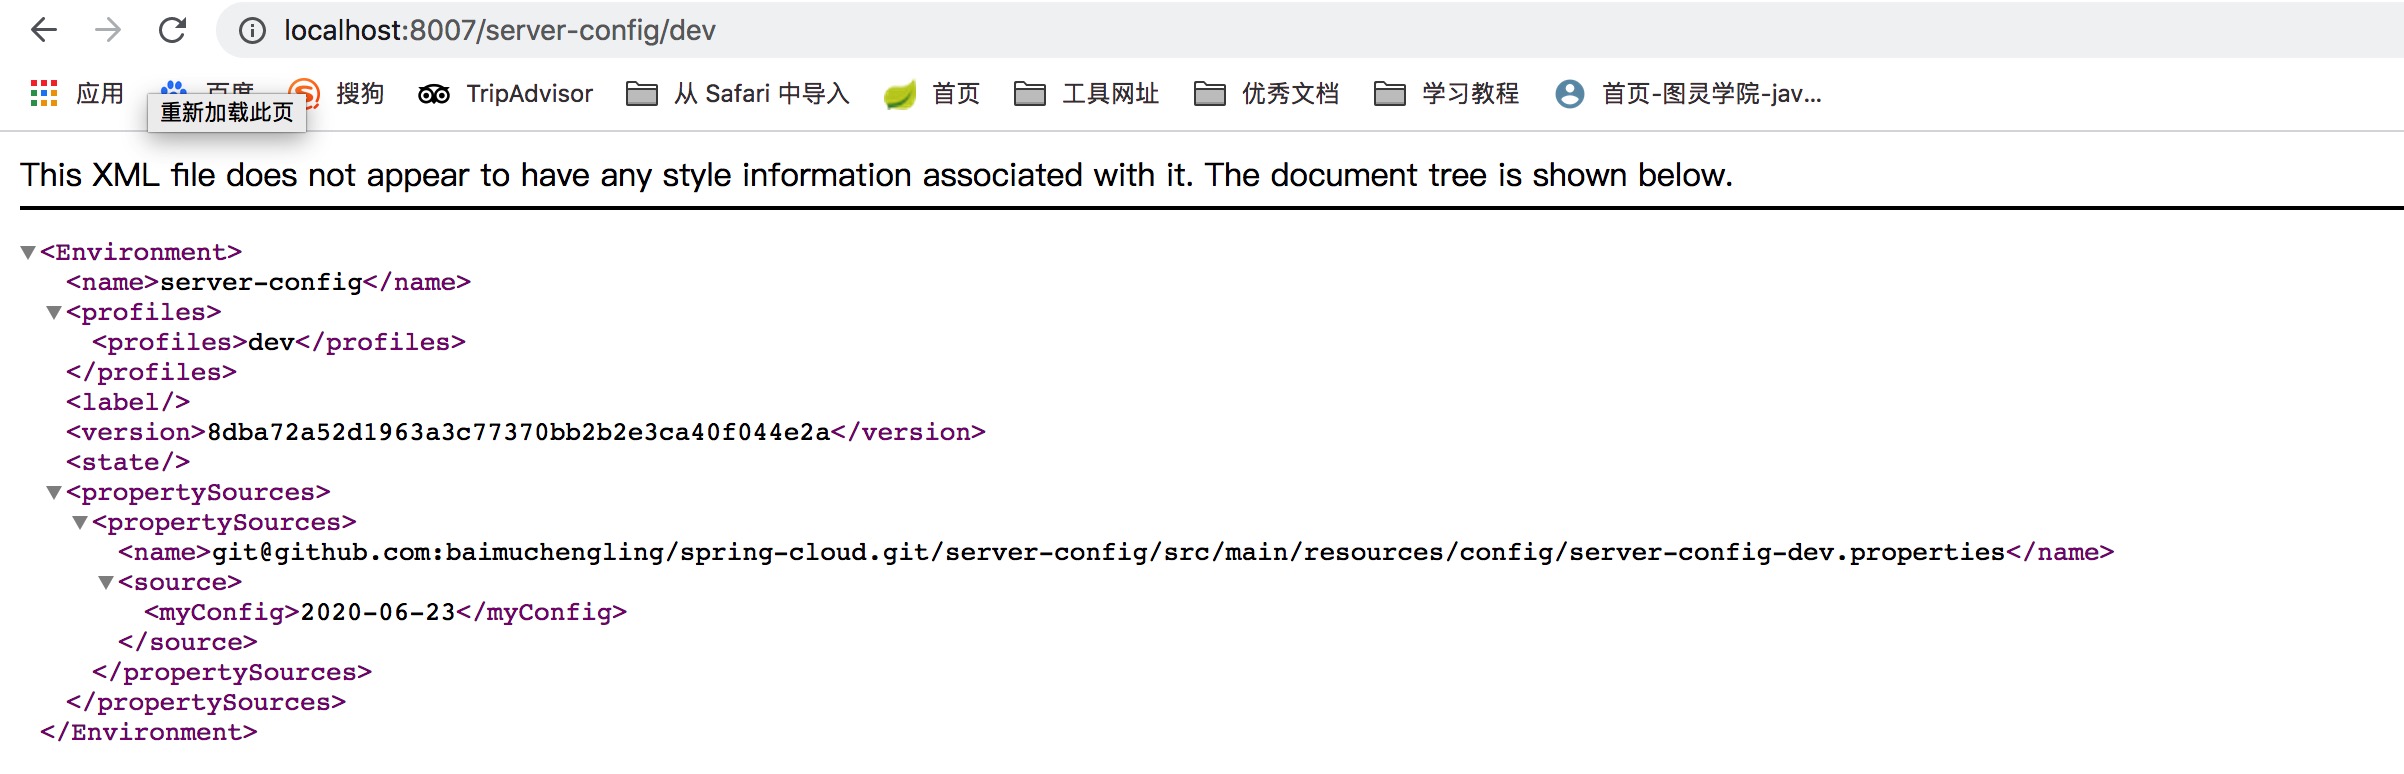 localhost:8007/server-config/dev
应用 百度 搜狗 TripAdvisor 从 Safari 中导入 首页 工具网址 优秀文档 学习教程 首页-图灵学院-jav...
重新加载此页
This XML file does not appear to have any style information associated with it. The document tree is shown below.
<Environment>
<name>server-config</name>
<profiles>
<profiles>dev</profiles>
</profiles>
<label/>
<version>8dba72a52d1963a3c77370bb2b2e3ca40f044e2a</version>
<state/>
<propertySources>
<propertySources>
<name>git@github.com:baimuchengling/spring-cloud.git/server-config/src/main/resources/config/server-config-dev.properties</name>
<source>
<myConfig>2020-06-23</myConfig>
</source>
</propertySources>
</propertySources>
</Environment>